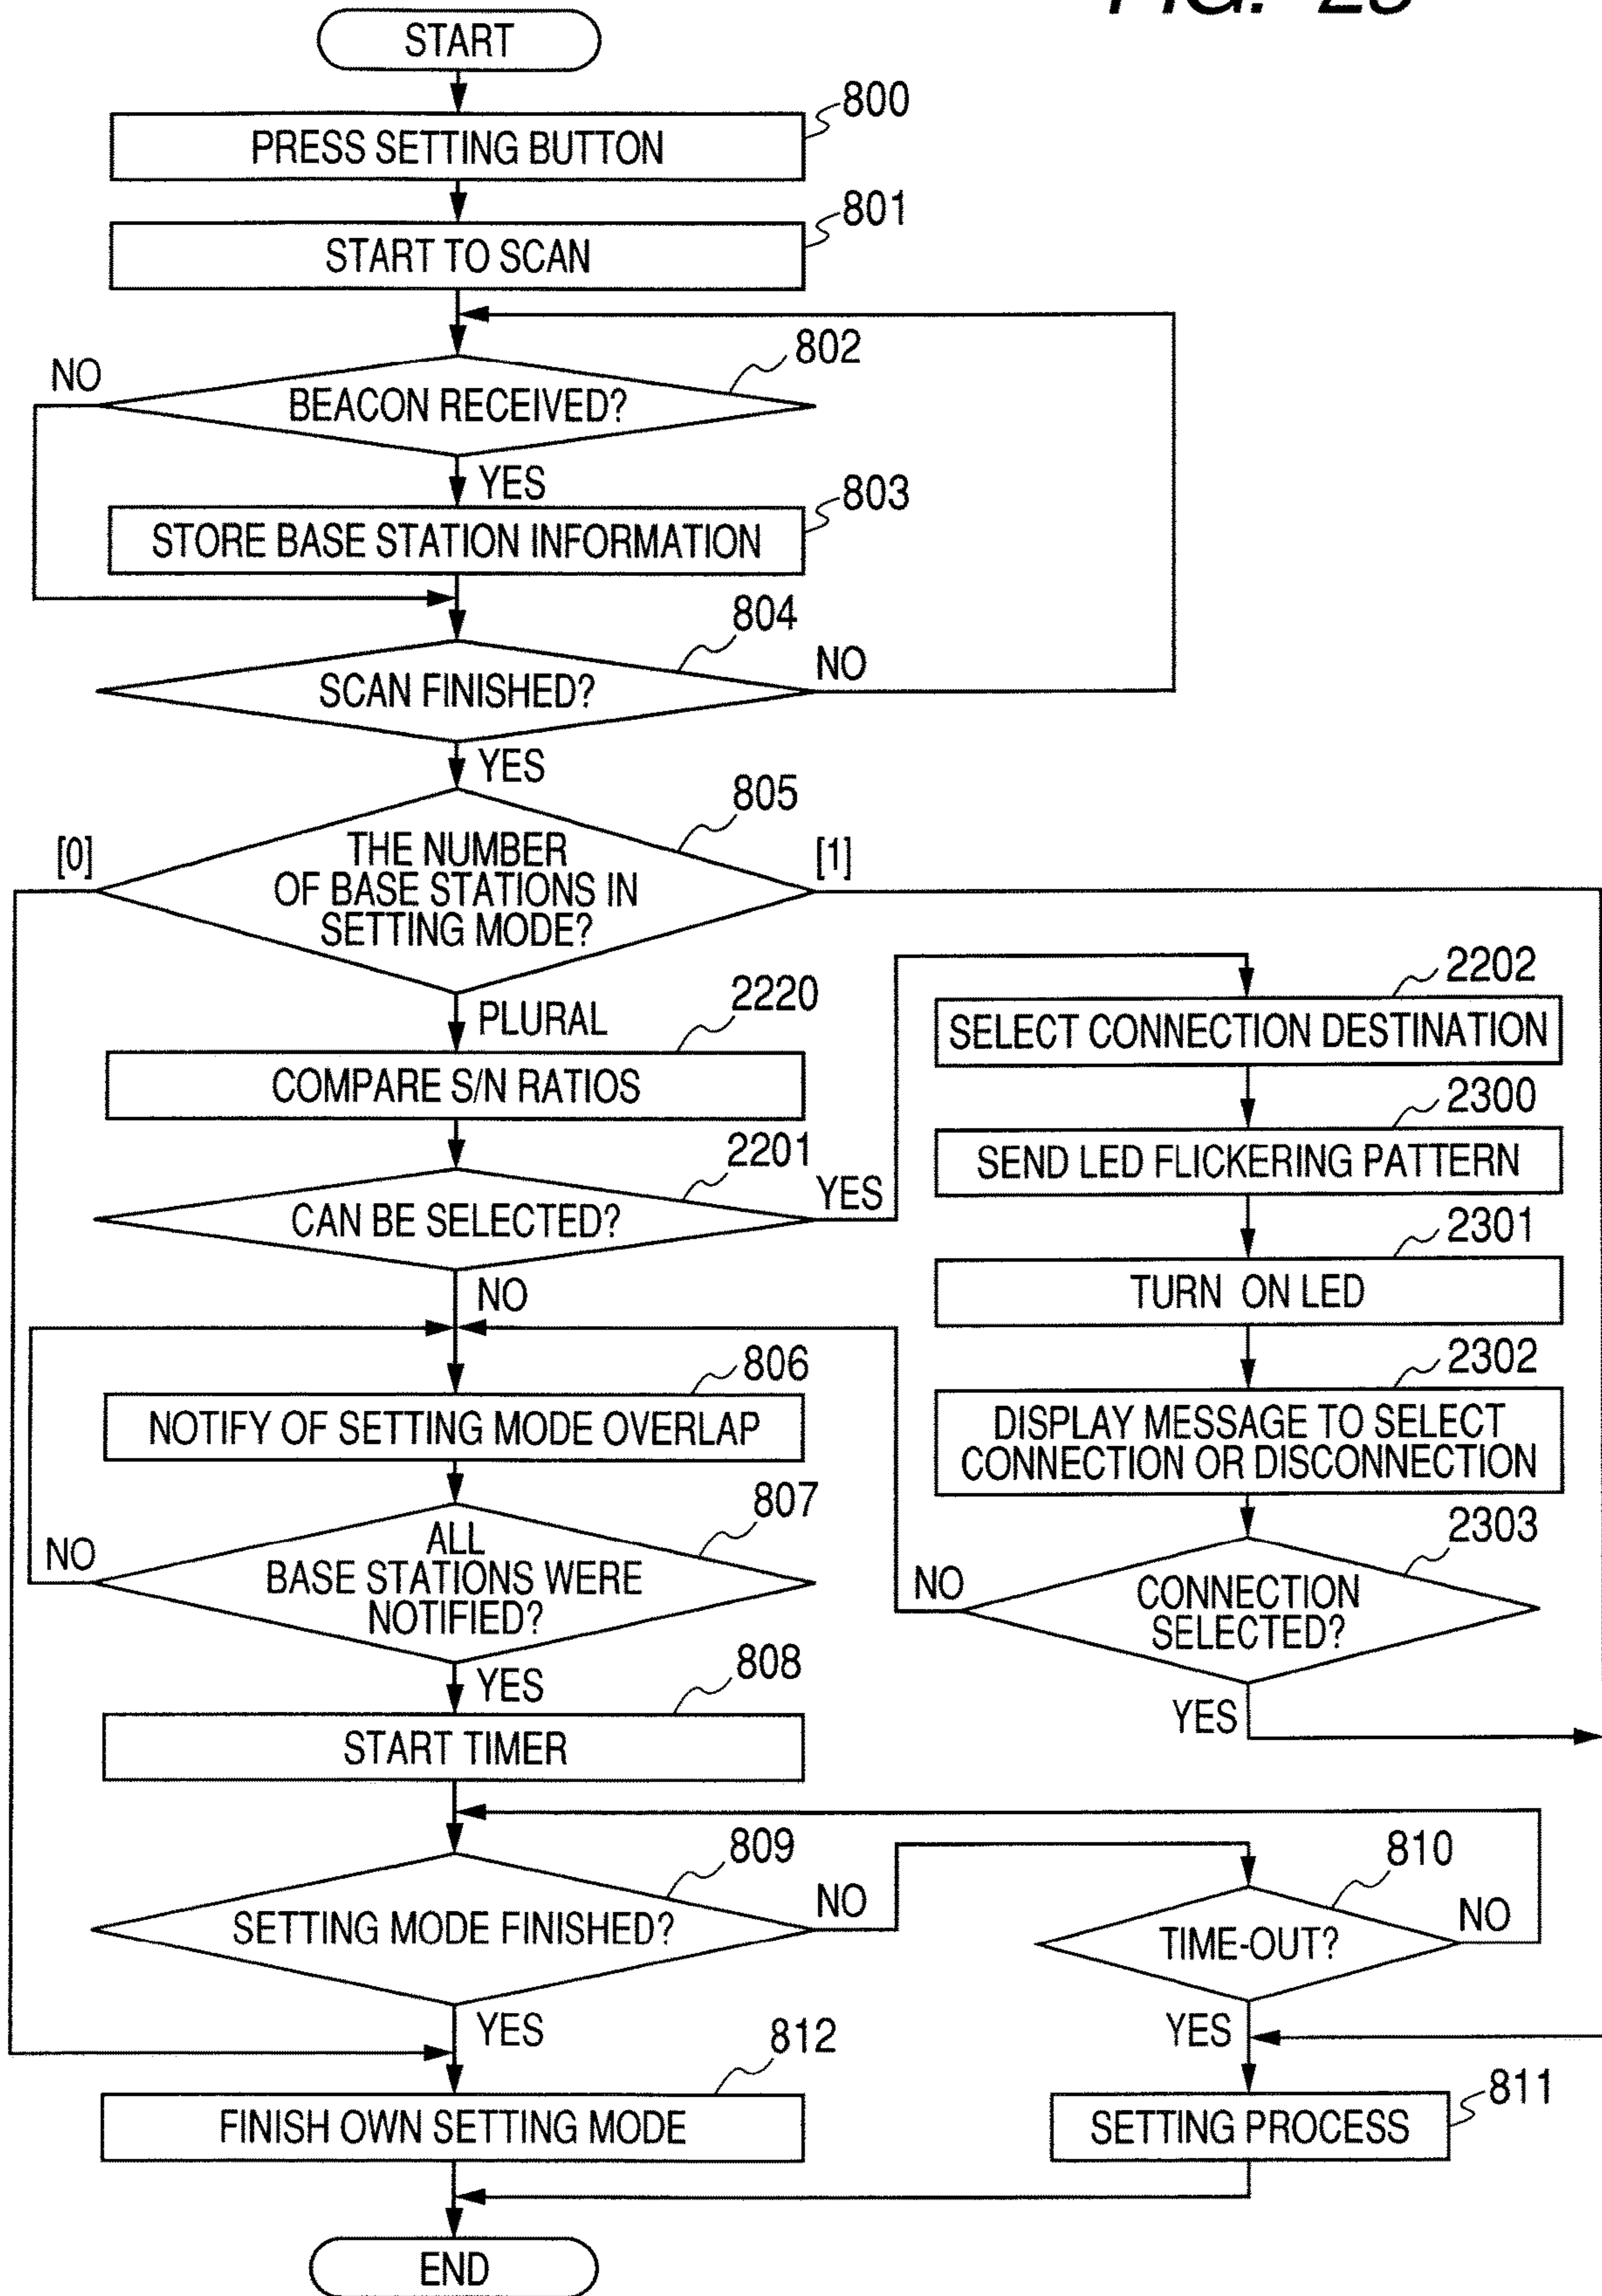 START
800
PRESS SETTING BUTTON
801
START TO SCAN
802
NO
BEACON RECEIVED?
YES
803
STORE BASE STATION INFORMATION
804
NO
SCAN FINISHED?
YES
805
[0]
THE NUMBER
OF BASE STATIONS IN
SETTING MODE?
[1]
PLURAL
2220
COMPARE S/N RATIOS
2201
CAN BE SELECTED?
YES
NO
2202
SELECT CONNECTION DESTINATION
2300
SEND LED FLICKERING PATTERN
2301
TURN ON LED
2302
DISPLAY MESSAGE TO SELECT
CONNECTION OR DISCONNECTION
2303
NO
CONNECTION
SELECTED?
YES
806
NOTIFY OF SETTING MODE OVERLAP
807
NO
ALL
BASE STATIONS WERE
NOTIFIED?
YES
808
START TIMER
809
SETTING MODE FINISHED?
NO
810
TIME-OUT?
NO
YES
YES
812
FINISH OWN SETTING MODE
811
SETTING PROCESS
END